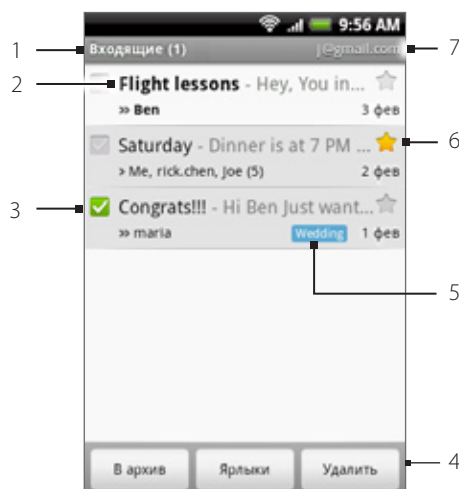 9:56 AM
1 Входящие (1) j@gmail.com 7
2 Flight lessons - Hey, You in...
» Ben 3 фев
Saturday - Dinner is at 7 PM ... 6
› Me, rick.chen, Joe (5) 2 фев
3 Congrats!!! - Hi Ben Just want...
» maria Wedding 1 фев
5
В архив Ярлыки Удалить 4